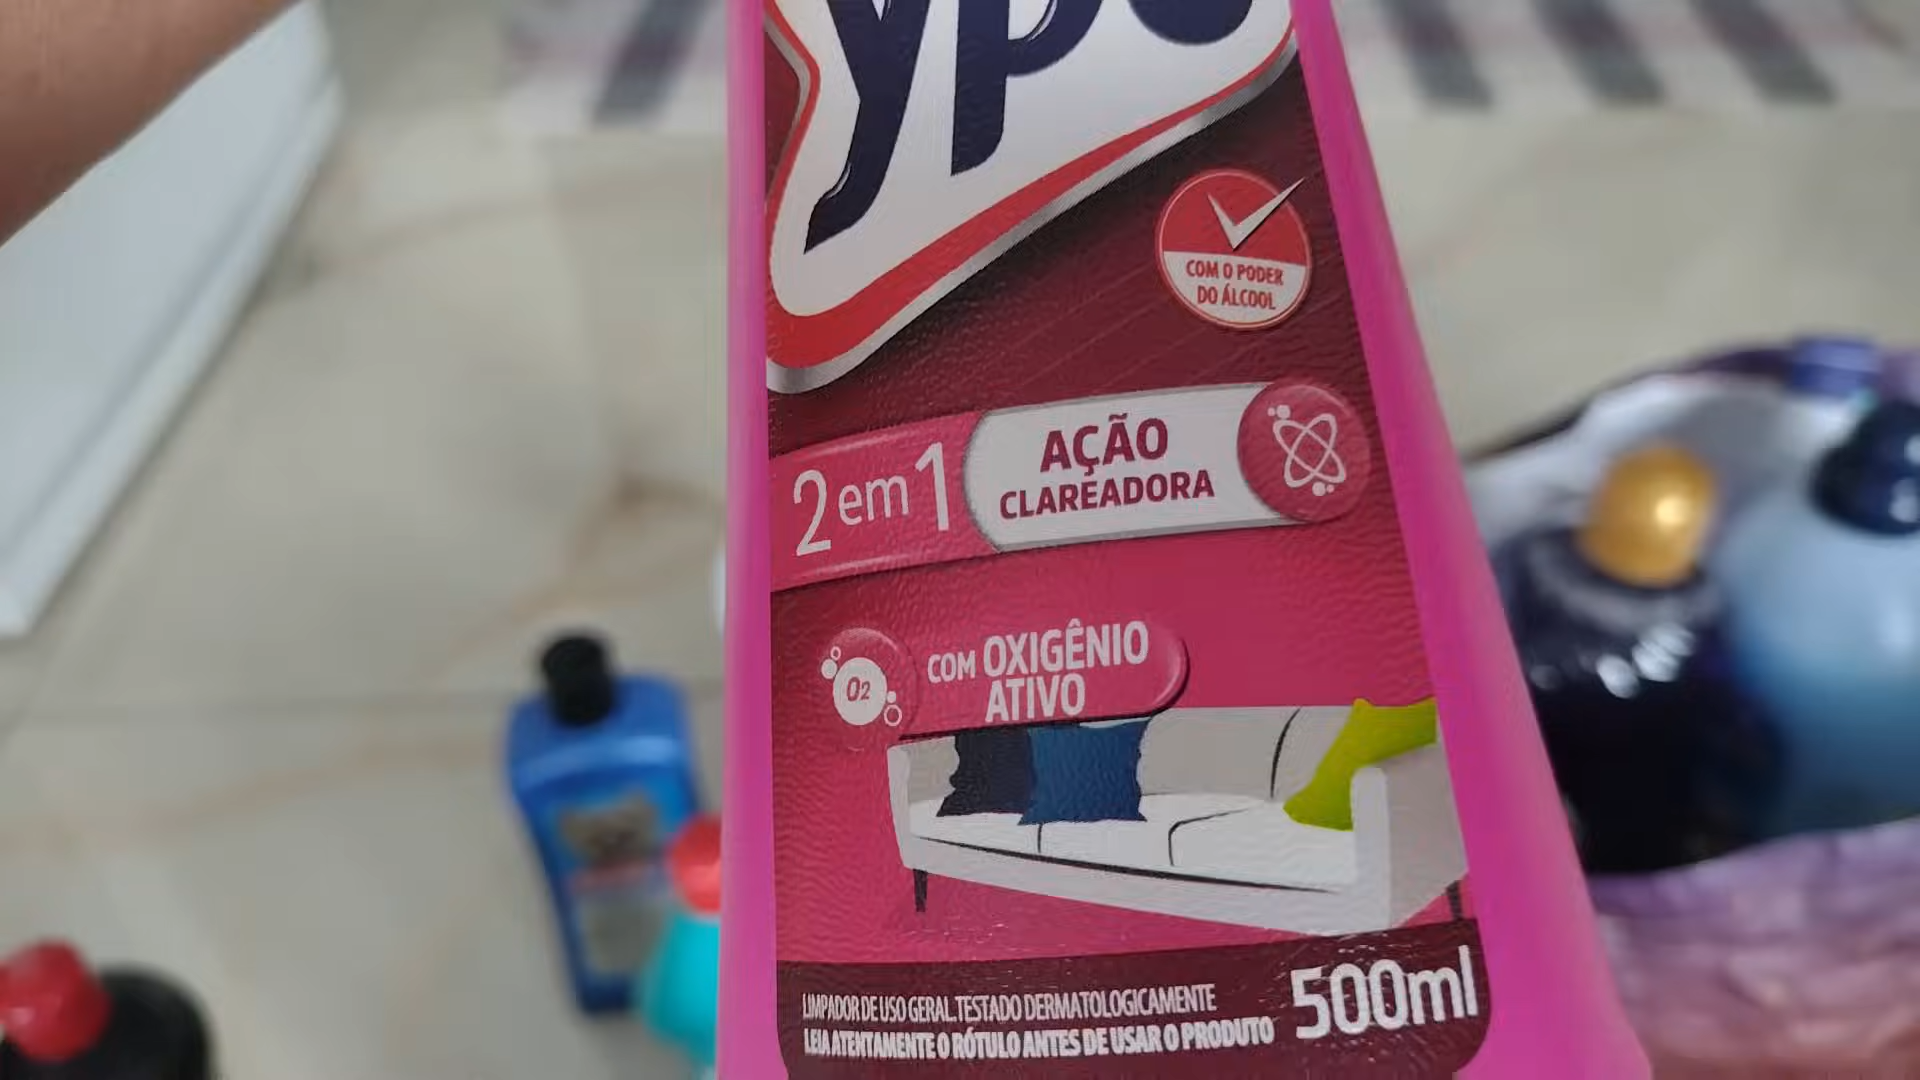 ypê
COM O PODER
DO ÁLCOOL
2 em 1
AÇÃO
CLAREADORA
O2
COM OXIGÊNIO
ATIVO
LIMPADOR DE USO GERAL. TESTADO DERMATOLOGICAMENTE
LEIA ATENTAMENTE O RÓTULO ANTES DE USAR O PRODUTO
500ml